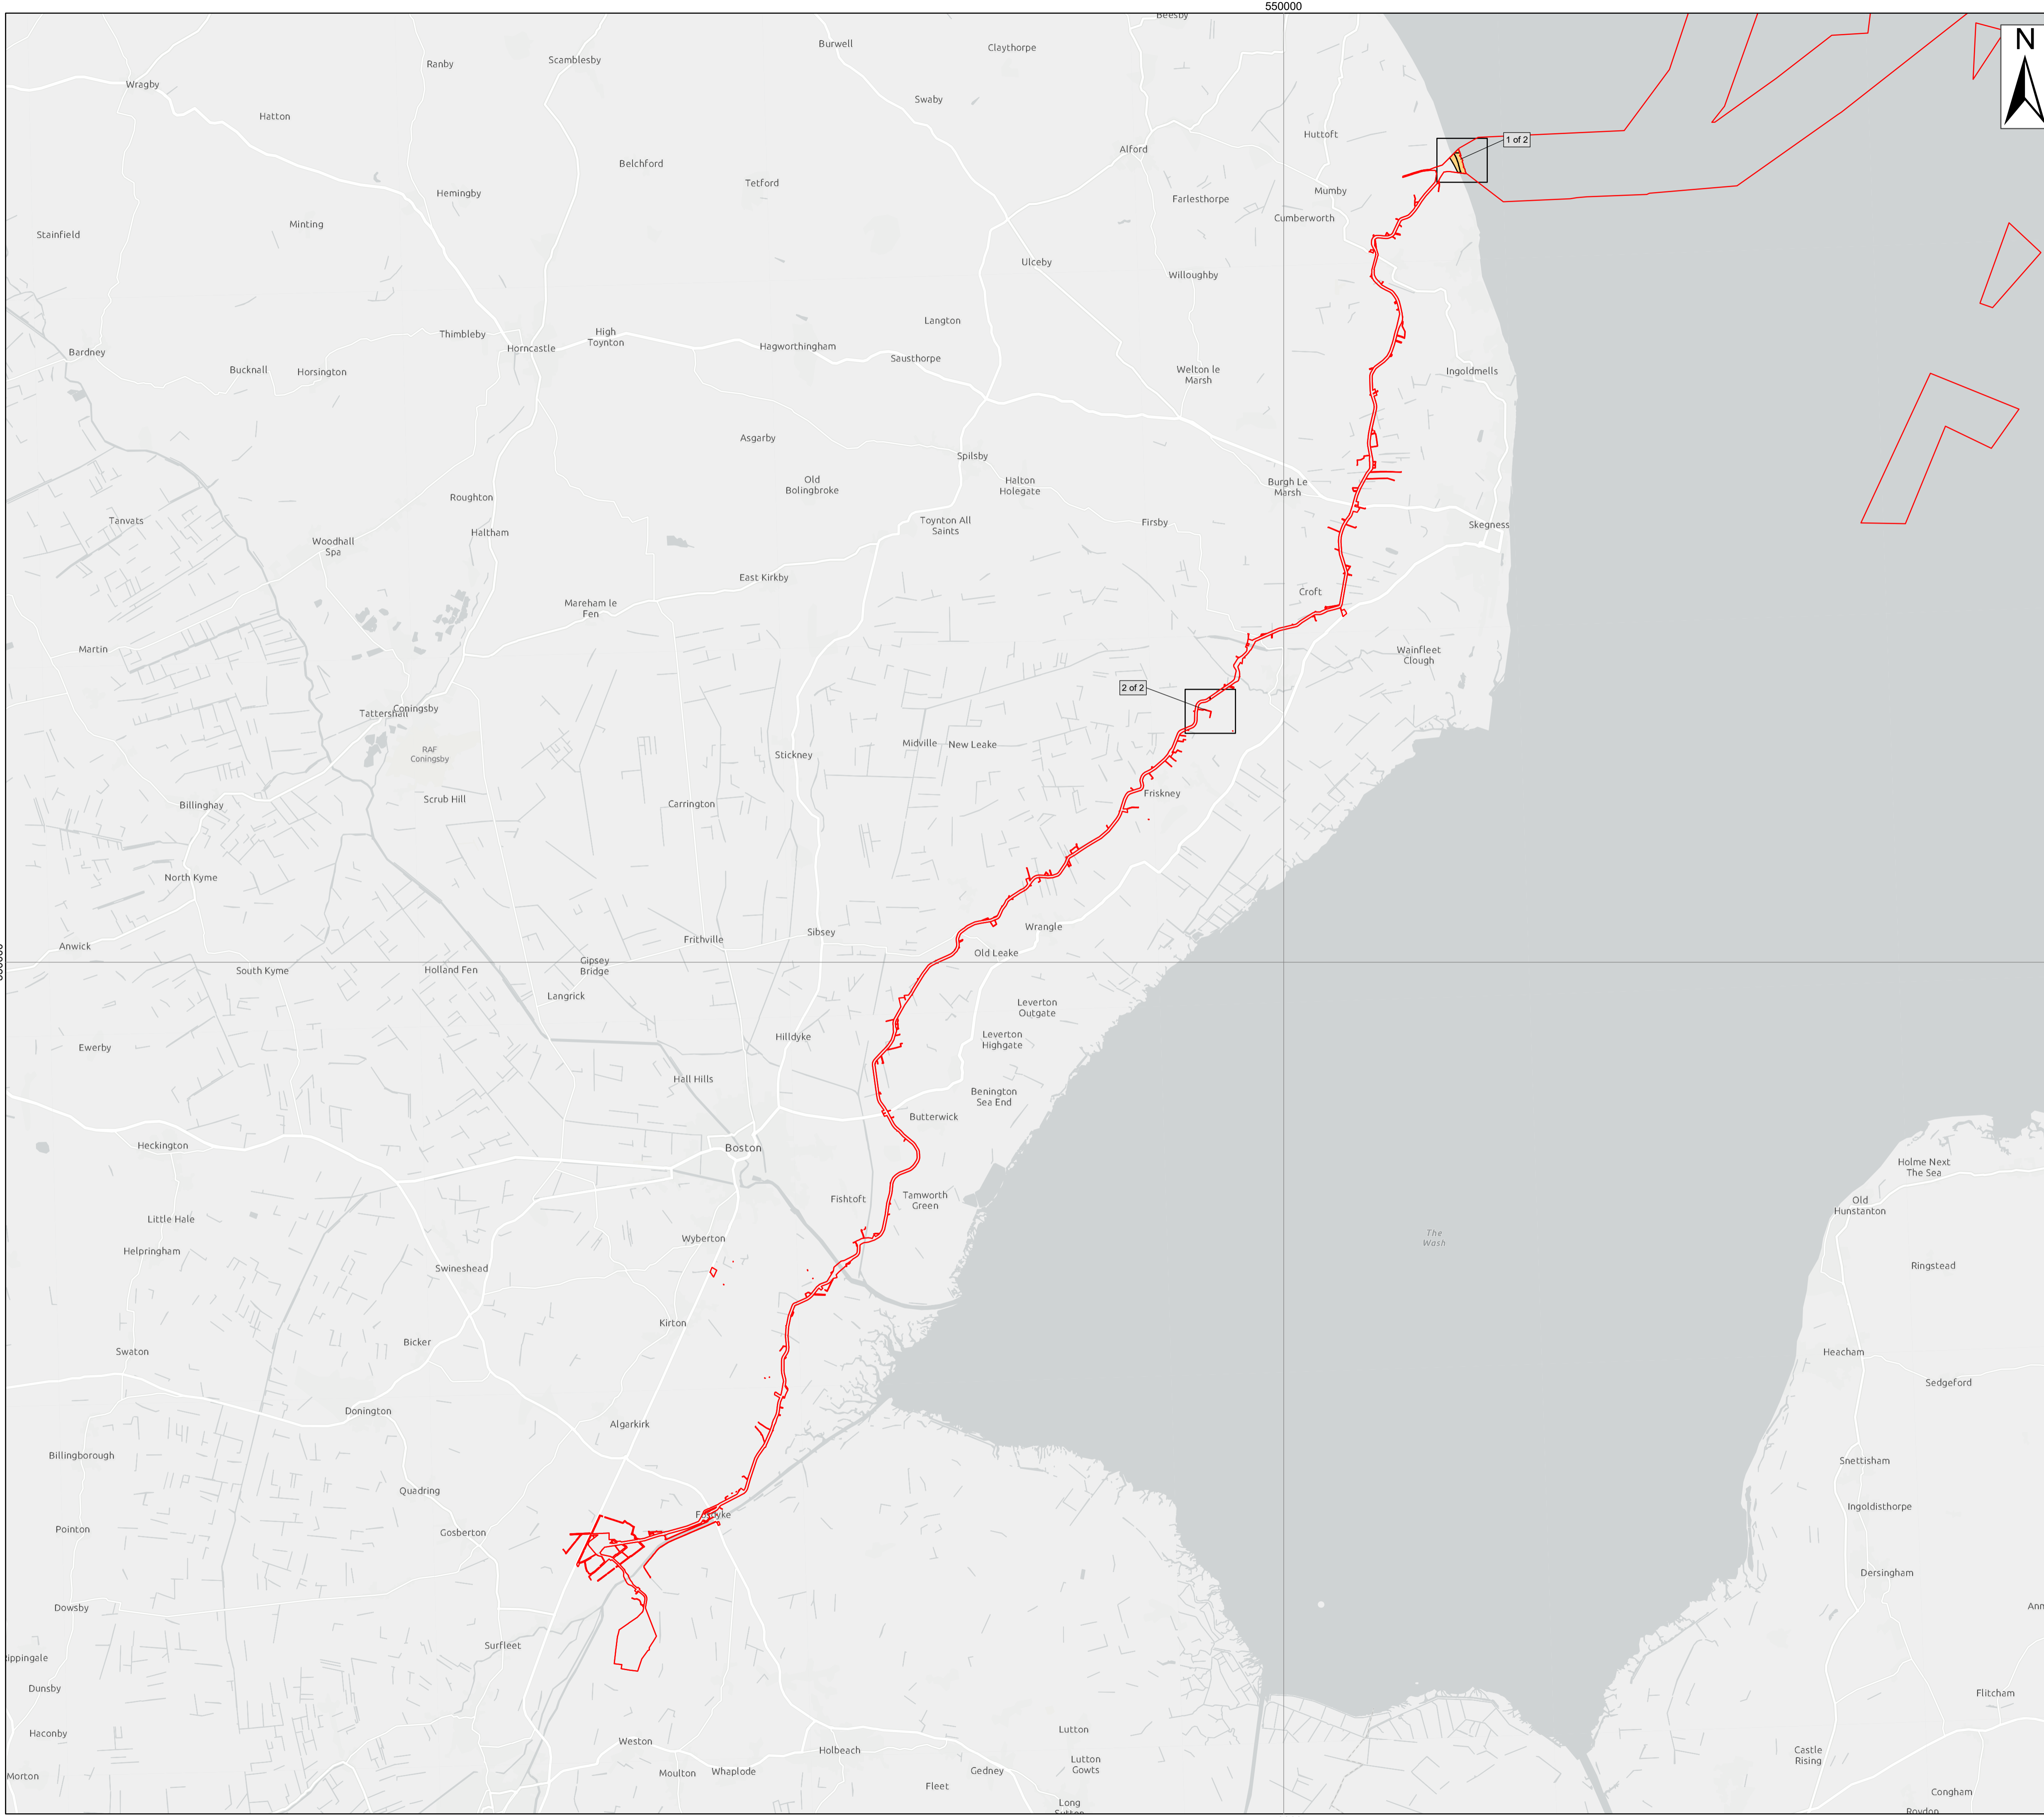 550000
Beesby
Burwell
Claythorpe
N
Ranby
Scamblesby
Wragby
Swaby
Hatton
Huttoft
1 of 2
Alford
Belchford
Tetford
Hemingby
Mumby
Farlesthorpe
Cumberworth
Minting
Stainfield
Ulceby
Willoughby
Langton
Thimbleby
High
Toynton
Horncastle
Hagworthingham
Bardney
Sausthorpe
Bucknall
Horsington
Welton le
Marsh
Ingoldmells
Asgarby
Spilsby
Old
Bolingbroke
Halton
Holegate
Burgh Le
Marsh
Roughton
Tanvats
Toynton All
Saints
Firsby
Skegness
Haltham
Woodhall
Spa
East Kirkby
Croft
Mareham le
Fen
Martin
Wainfleet
Clough
2 of 2
Coningsby
Tattershall
Midville
New Leake
RAF
Coningsby
Stickney
Friskney
Scrub Hill
Billinghay
Carrington
North Kyme
Wrangle
Sibsey
Frithville
Anwick
Old Leake
Gipsey
Bridge
South Kyme
Holland Fen
Langrick
Leverton
Outgate
Hilldyke
Leverton
Highgate
Ewerby
Hall Hills
Benington
Sea End
Butterwick
Heckington
Boston
Holme Next
The Sea
Fishtoft
Tamworth
Green
Old
Hunstanton
Little Hale
Wyberton
The
Wash
Helpringham
Swineshead
Ringstead
Kirton
Bicker
Swaton
Heacham
Sedgeford
Donington
Algarkirk
Billingborough
Snettisham
Quadring
Ingoldisthorpe
Fosdyke
Pointon
Gosberton
Dersingham
Dowsby
Ann
Surfleet
ippingale
Dunsby
Flitcham
Haconby
Lutton
Weston
Holbeach
Castle
Rising
Lutton
Gowts
Moulton
Whaplode
Gedney
Morton
Fleet
Congham
Long
Sutton
Roydon